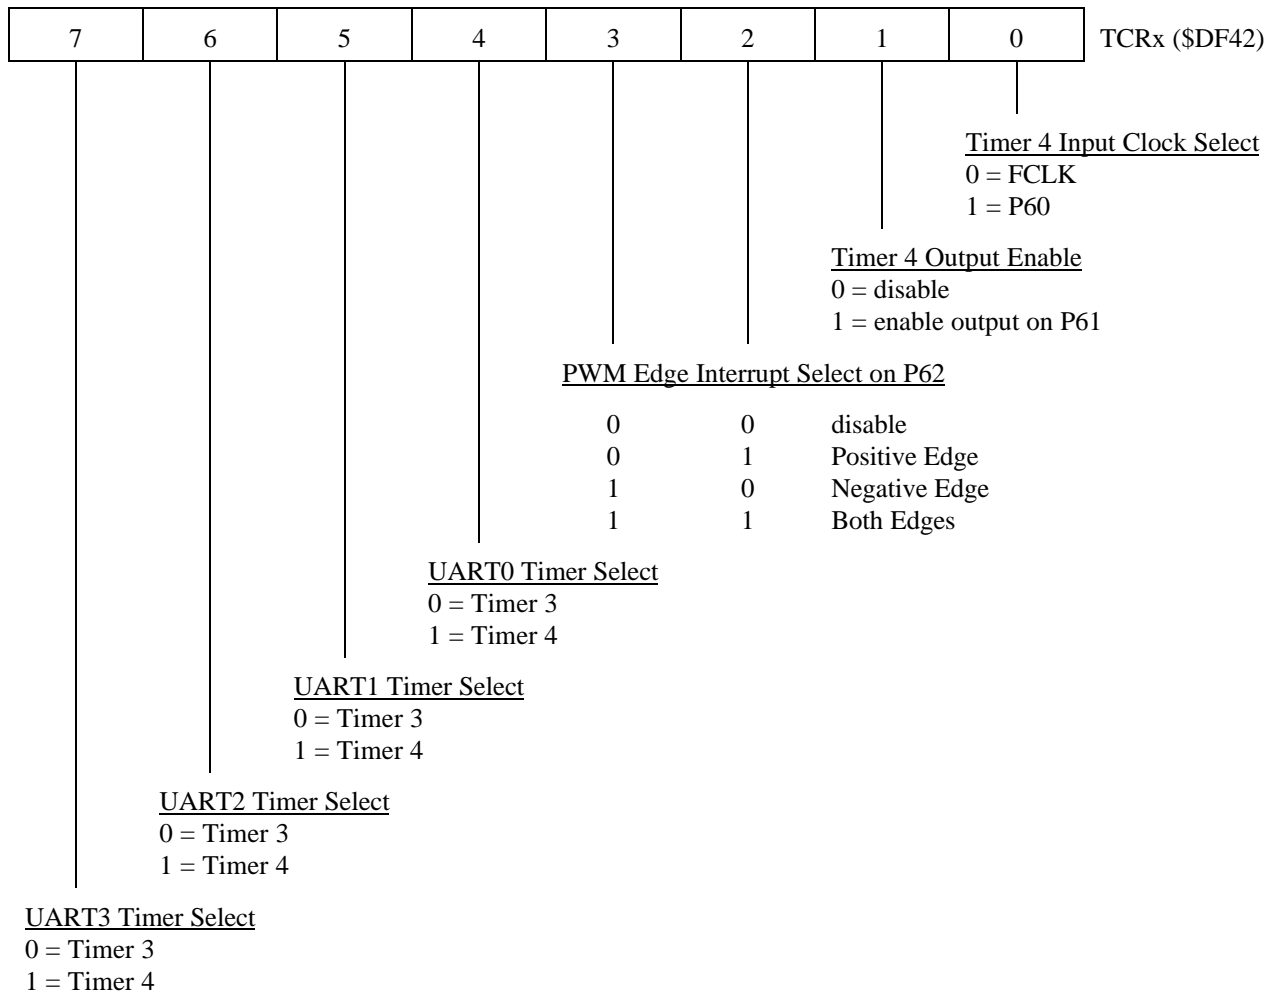 7 6 5 4 3 2 1 0 TCRx ($DF42)
Timer 4 Input Clock Select
0 = FCLK
1 = P60
Timer 4 Output Enable
0 = disable
1 = enable output on P61
PWM Edge Interrupt Select on P62
0 0 disable
0 1 Positive Edge
1 0 Negative Edge
1 1 Both Edges
UART0 Timer Select
0 = Timer 3
1 = Timer 4
UART1 Timer Select
0 = Timer 3
1 = Timer 4
UART2 Timer Select
0 = Timer 3
1 = Timer 4
UART3 Timer Select
0 = Timer 3
1 = Timer 4